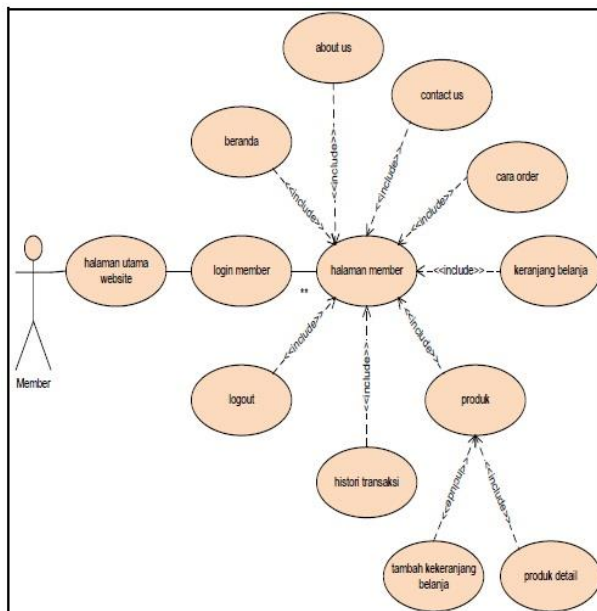 about us
contact us
beranda
cara order
<<include>>
<<include>>
<<include>>
<<include>>
halaman utama
website
login member
halaman member
<<include>>
keranjang belanja
**
Member
<<include>>
<<include>>
<<include>>
logout
produk
histori transaksi
<<include>>
<<include>>
tambah kekeranjang
belanja
produk detail